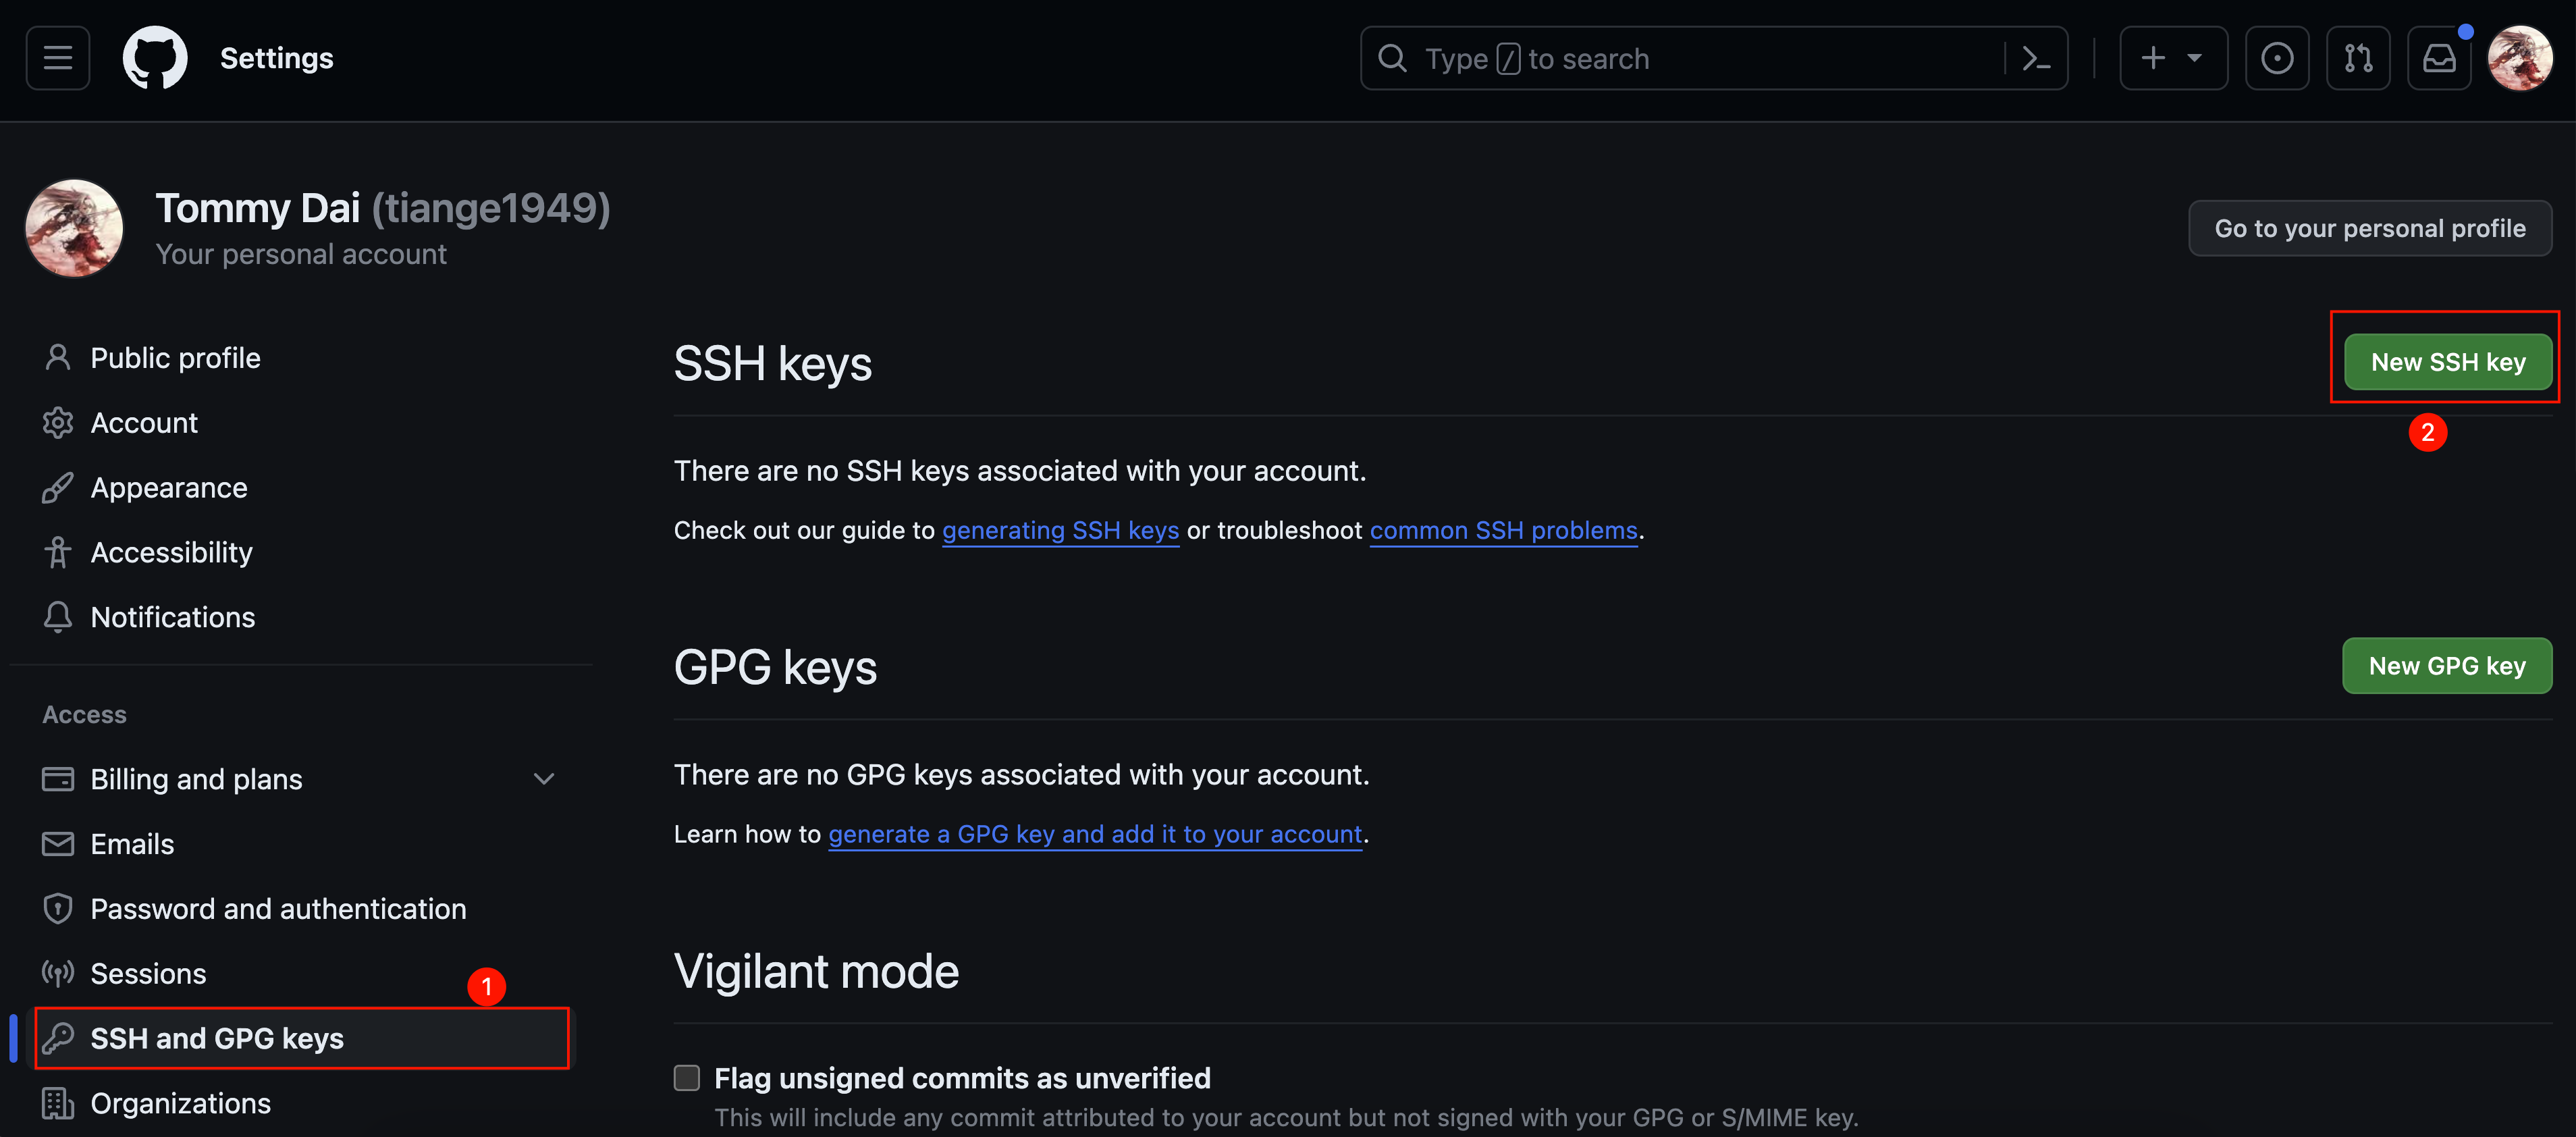 Settings
Type / to search
Tommy Dai (tiange1949)
Your personal account
Go to your personal profile
Public profile
Account
Appearance
Accessibility
Notifications
Access
Billing and plans
Emails
Password and authentication
Sessions
1
SSH and GPG keys
Organizations
SSH keys
New SSH key
2
There are no SSH keys associated with your account.
Check out our guide to generating SSH keys or troubleshoot common SSH problems.
GPG keys
New GPG key
There are no GPG keys associated with your account.
Learn how to generate a GPG key and add it to your account.
Vigilant mode
Flag unsigned commits as unverified
This will include any commit attributed to your account but not signed with your GPG or S/MIME key.